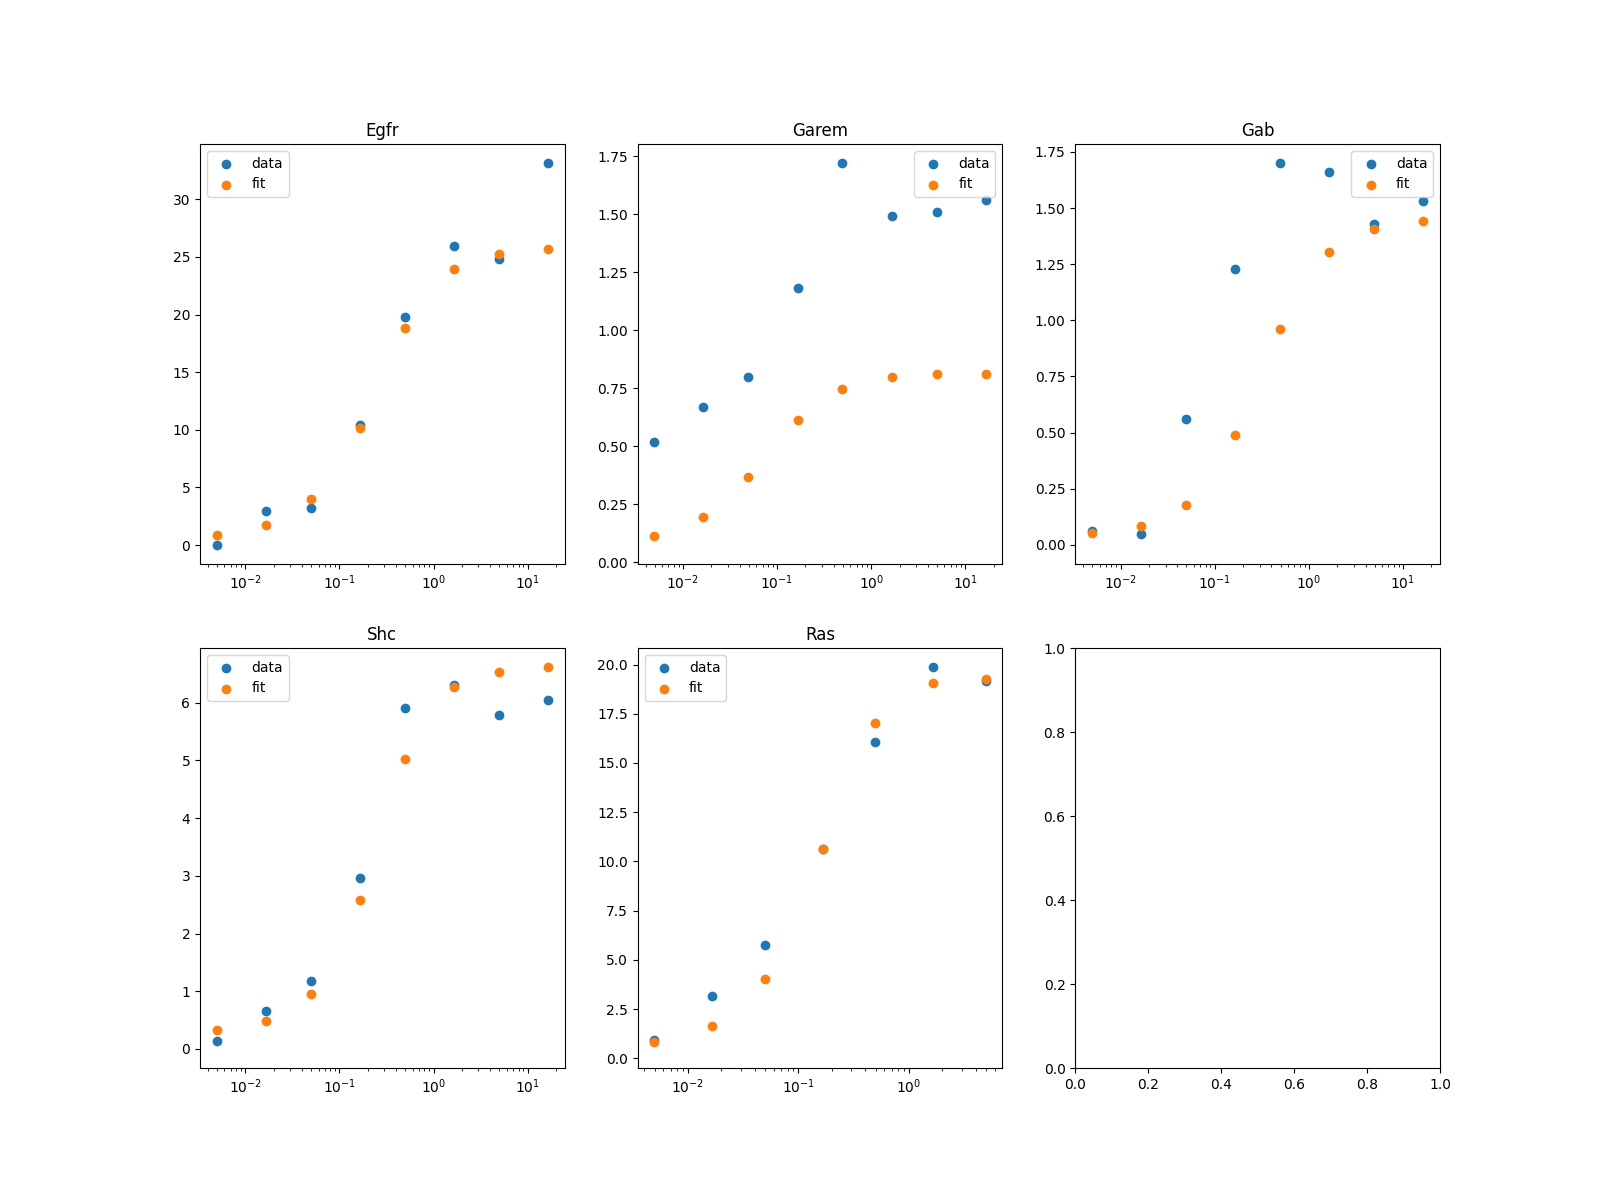 Egfr
data
fit
30
25
20
15
10
5
0
10⁻² 10⁻¹ 10⁰ 10¹
Garem
data
fit
1.75
1.50
1.25
1.00
0.75
0.50
0.25
0.00
10⁻² 10⁻¹ 10⁰ 10¹
Gab
data
fit
1.75
1.50
1.25
1.00
0.75
0.50
0.25
0.00
10⁻² 10⁻¹ 10⁰ 10¹
Shc
data
fit
6
5
4
3
2
1
0
10⁻² 10⁻¹ 10⁰ 10¹
Ras
data
fit
20.0
17.5
15.0
12.5
10.0
7.5
5.0
2.5
0.0
10⁻² 10⁻¹ 10⁰
1.0
0.8
0.6
0.4
0.2
0.0
0.0 0.2 0.4 0.6 0.8 1.0